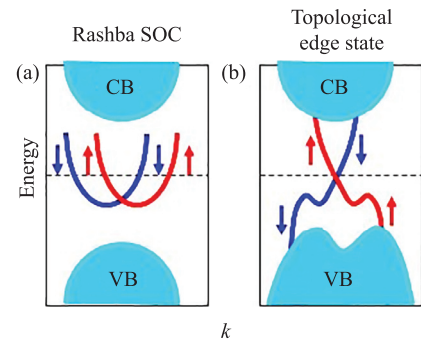 Rashba SOC
Topological
edge state
(a)
CB
(b)
CB
Energy
VB
VB
k